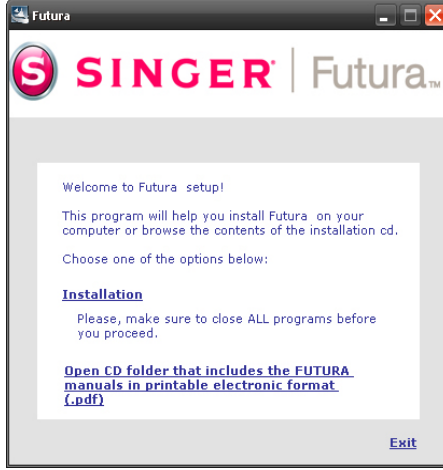 Futura
S SINGER® | Futura™
Welcome to Futura setup!
This program will help you install Futura on your
computer or browse the contents of the installation cd.
Choose one of the options below:
Installation
Please, make sure to close ALL programs before
you proceed.
Open CD folder that includes the FUTURA
manuals in printable electronic format
(.pdf)
Exit